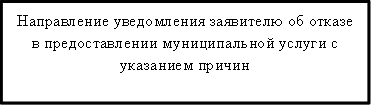 Направление уведомления заявителю об отказе
в предоставлении муниципальной услуги с
указанием причин